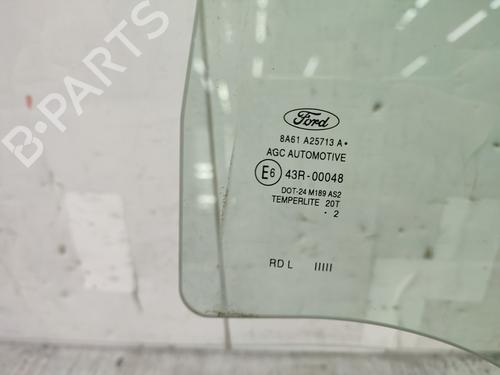 B-PARTS
Ford
8A61 A25713 A•
AGC AUTOMOTIVE
E6 43R-00048
DOT-24 M189 AS2
TEMPERLITE 20T
. 2
RD L IIIII